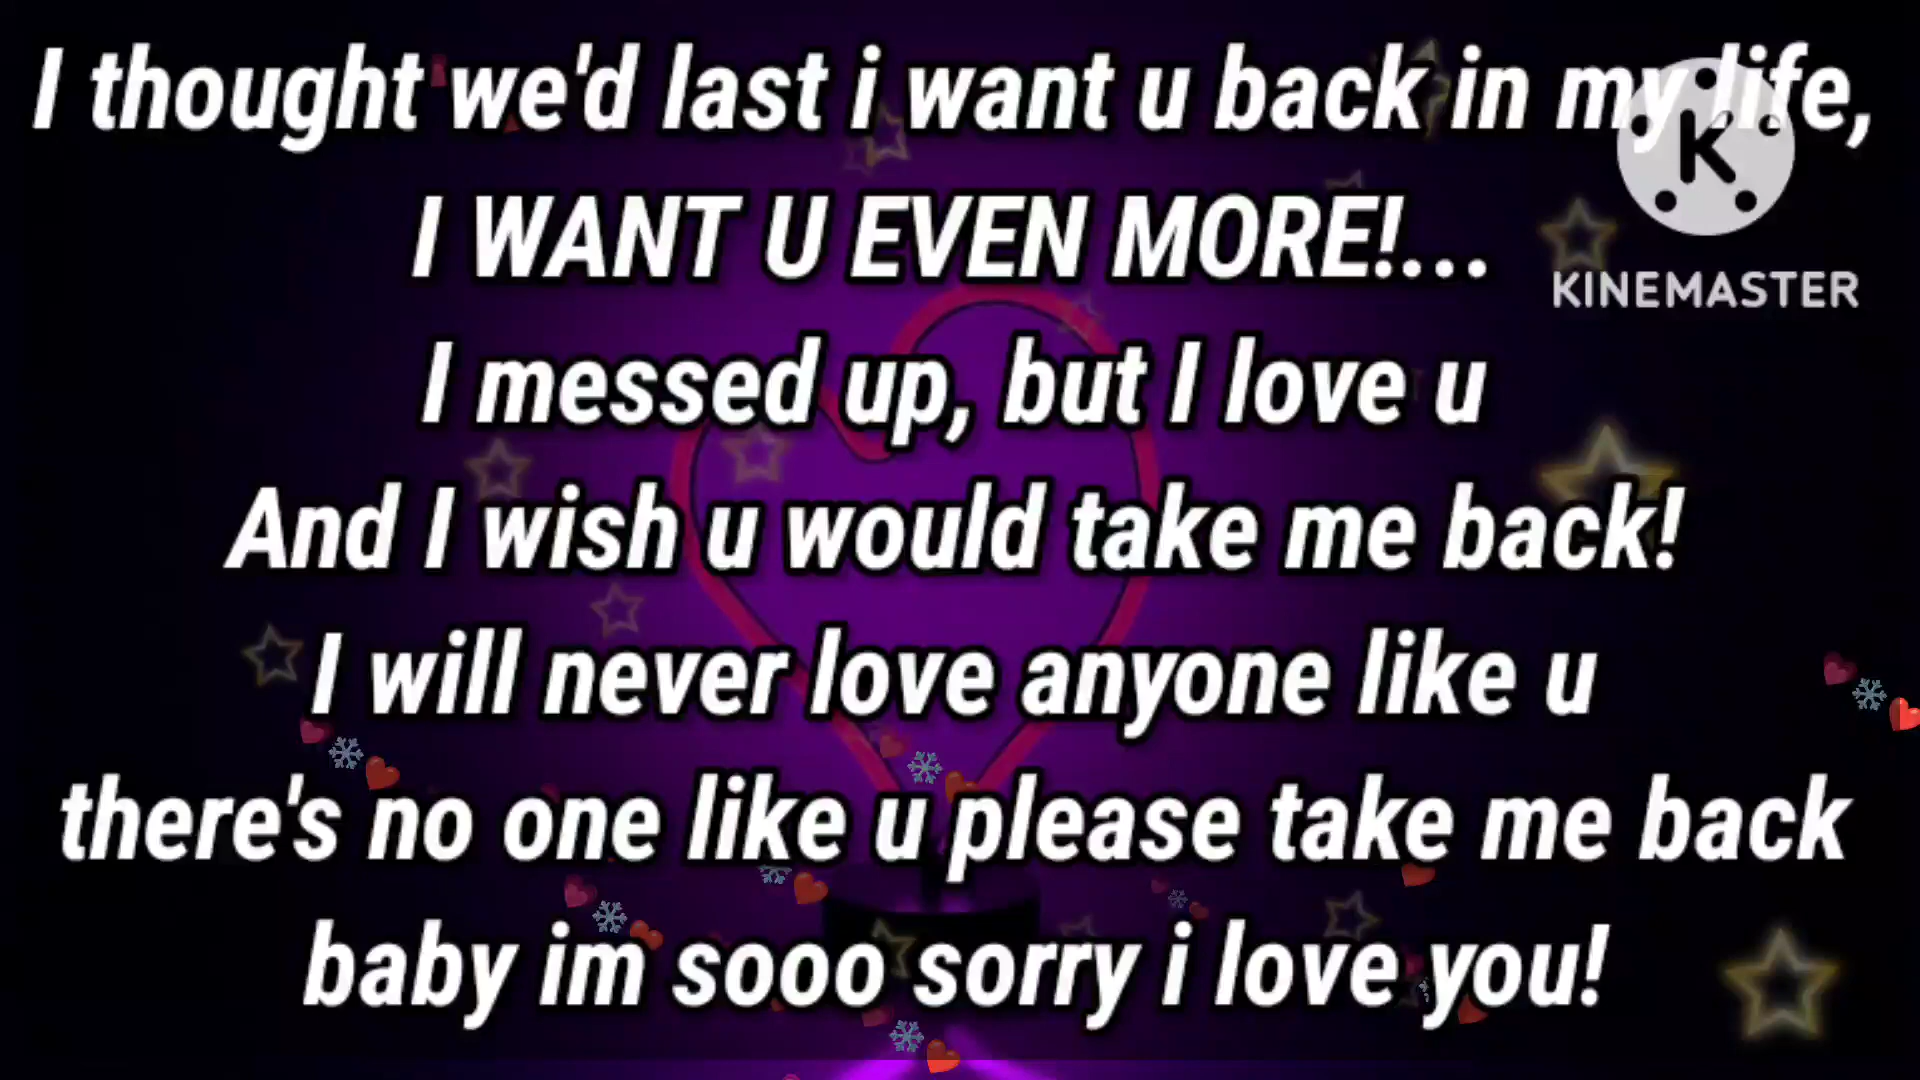 I thought we'd last i want u back in my life,
I WANT U EVEN MORE!...
K
KINEMASTER
I messed up, but I love u
And I wish u would take me back!
I will never love anyone like u
there's no one like u please take me back
baby im sooo sorry i love you!